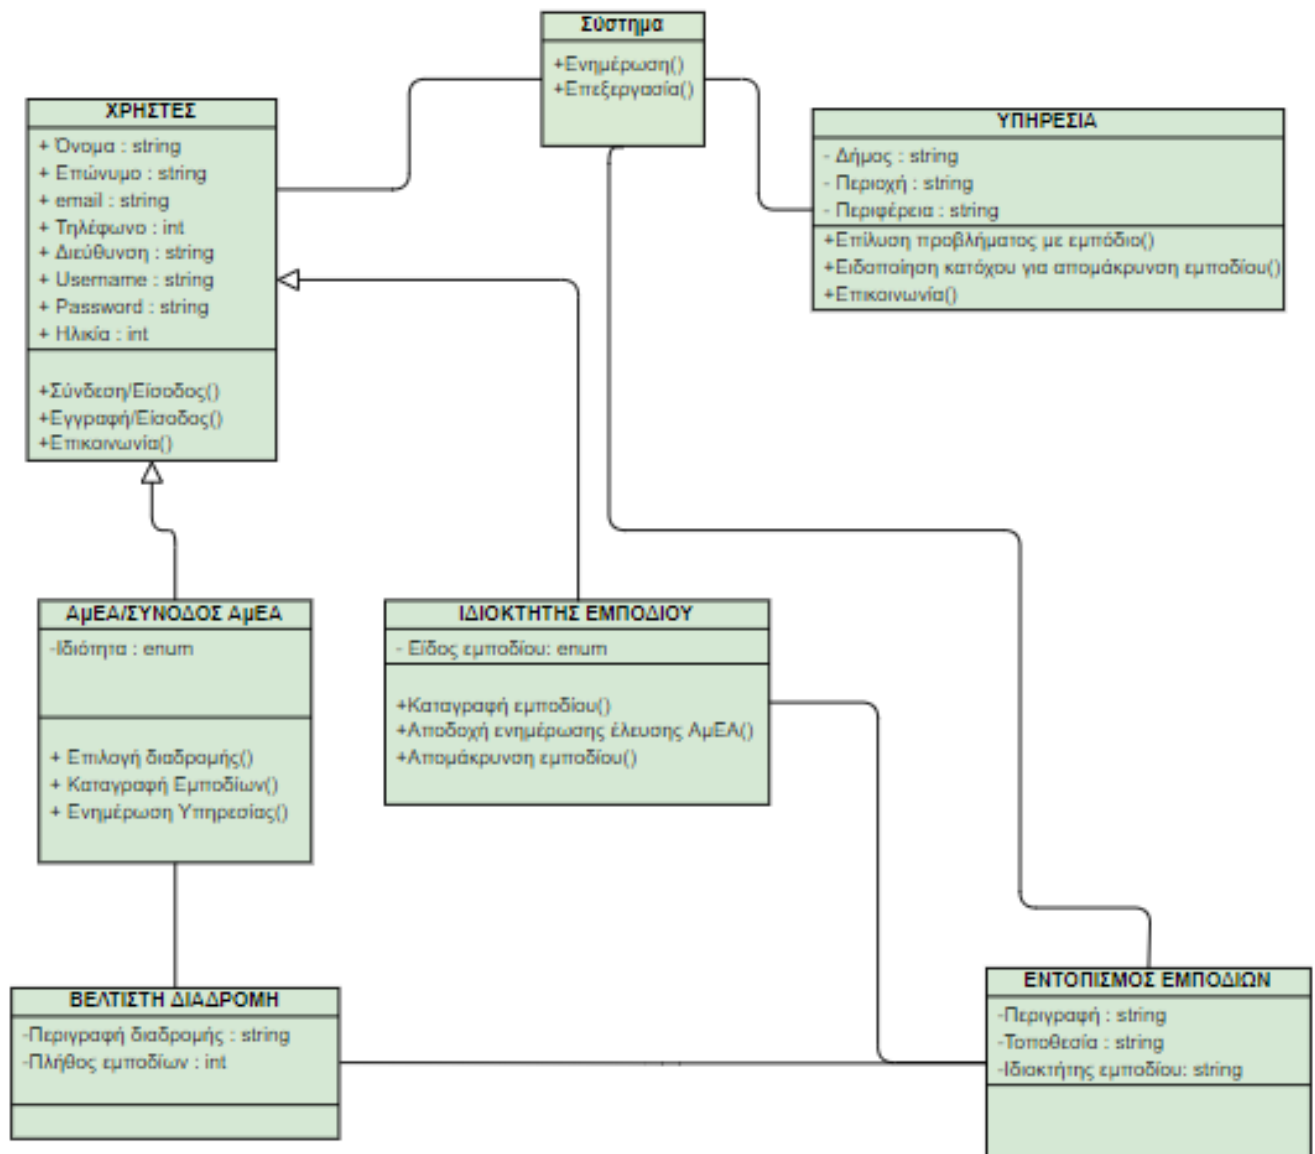 Σύστημα
+Ενημέρωση()
+Επεξεργασία()
ΧΡΗΣΤΕΣ
+ Όνομα : string
+ Επώνυμο : string
+ email : string
+ Τηλέφωνο : int
+ Διεύθυνση : string
+ Username : string
+ Password : string
+ Ηλικία : int
+Σύνδεση/Είσοδος()
+Εγγραφή/Είσοδος()
+Επικοινωνία()
ΥΠΗΡΕΣΙΑ
- Δήμος : string
- Περιοχή : string
- Περιφέρεια : string
+Επίλυση προβλήματος με εμπόδιο()
+Ειδοποίηση κατόχου για απομάκρυνση εμποδίου()
+Επικοινωνία()
ΑμΕΑ/ΣΥΝΟΔΟΣ ΑμΕΑ
-Ιδιότητα : enum
+ Επιλογή διαδρομής()
+ Καταγραφή Εμποδίων()
+ Ενημέρωση Υπηρεσίας()
ΙΔΙΟΚΤΗΤΗΣ ΕΜΠΟΔΙΟΥ
- Είδος εμποδίου: enum
+Καταγραφή εμποδίου()
+Αποδοχή ενημέρωσης έλευσης ΑμΕΑ()
+Απομάκρυνση εμποδίου()
ΒΕΛΤΙΣΤΗ ΔΙΑΔΡΟΜΗ
-Περιγραφή διαδρομής : string
-Πλήθος εμποδίων : int
ΕΝΤΟΠΙΣΜΟΣ ΕΜΠΟΔΙΩΝ
-Περιγραφή : string
-Τοποθεσία : string
-Ιδιοκτήτης εμποδίου: string